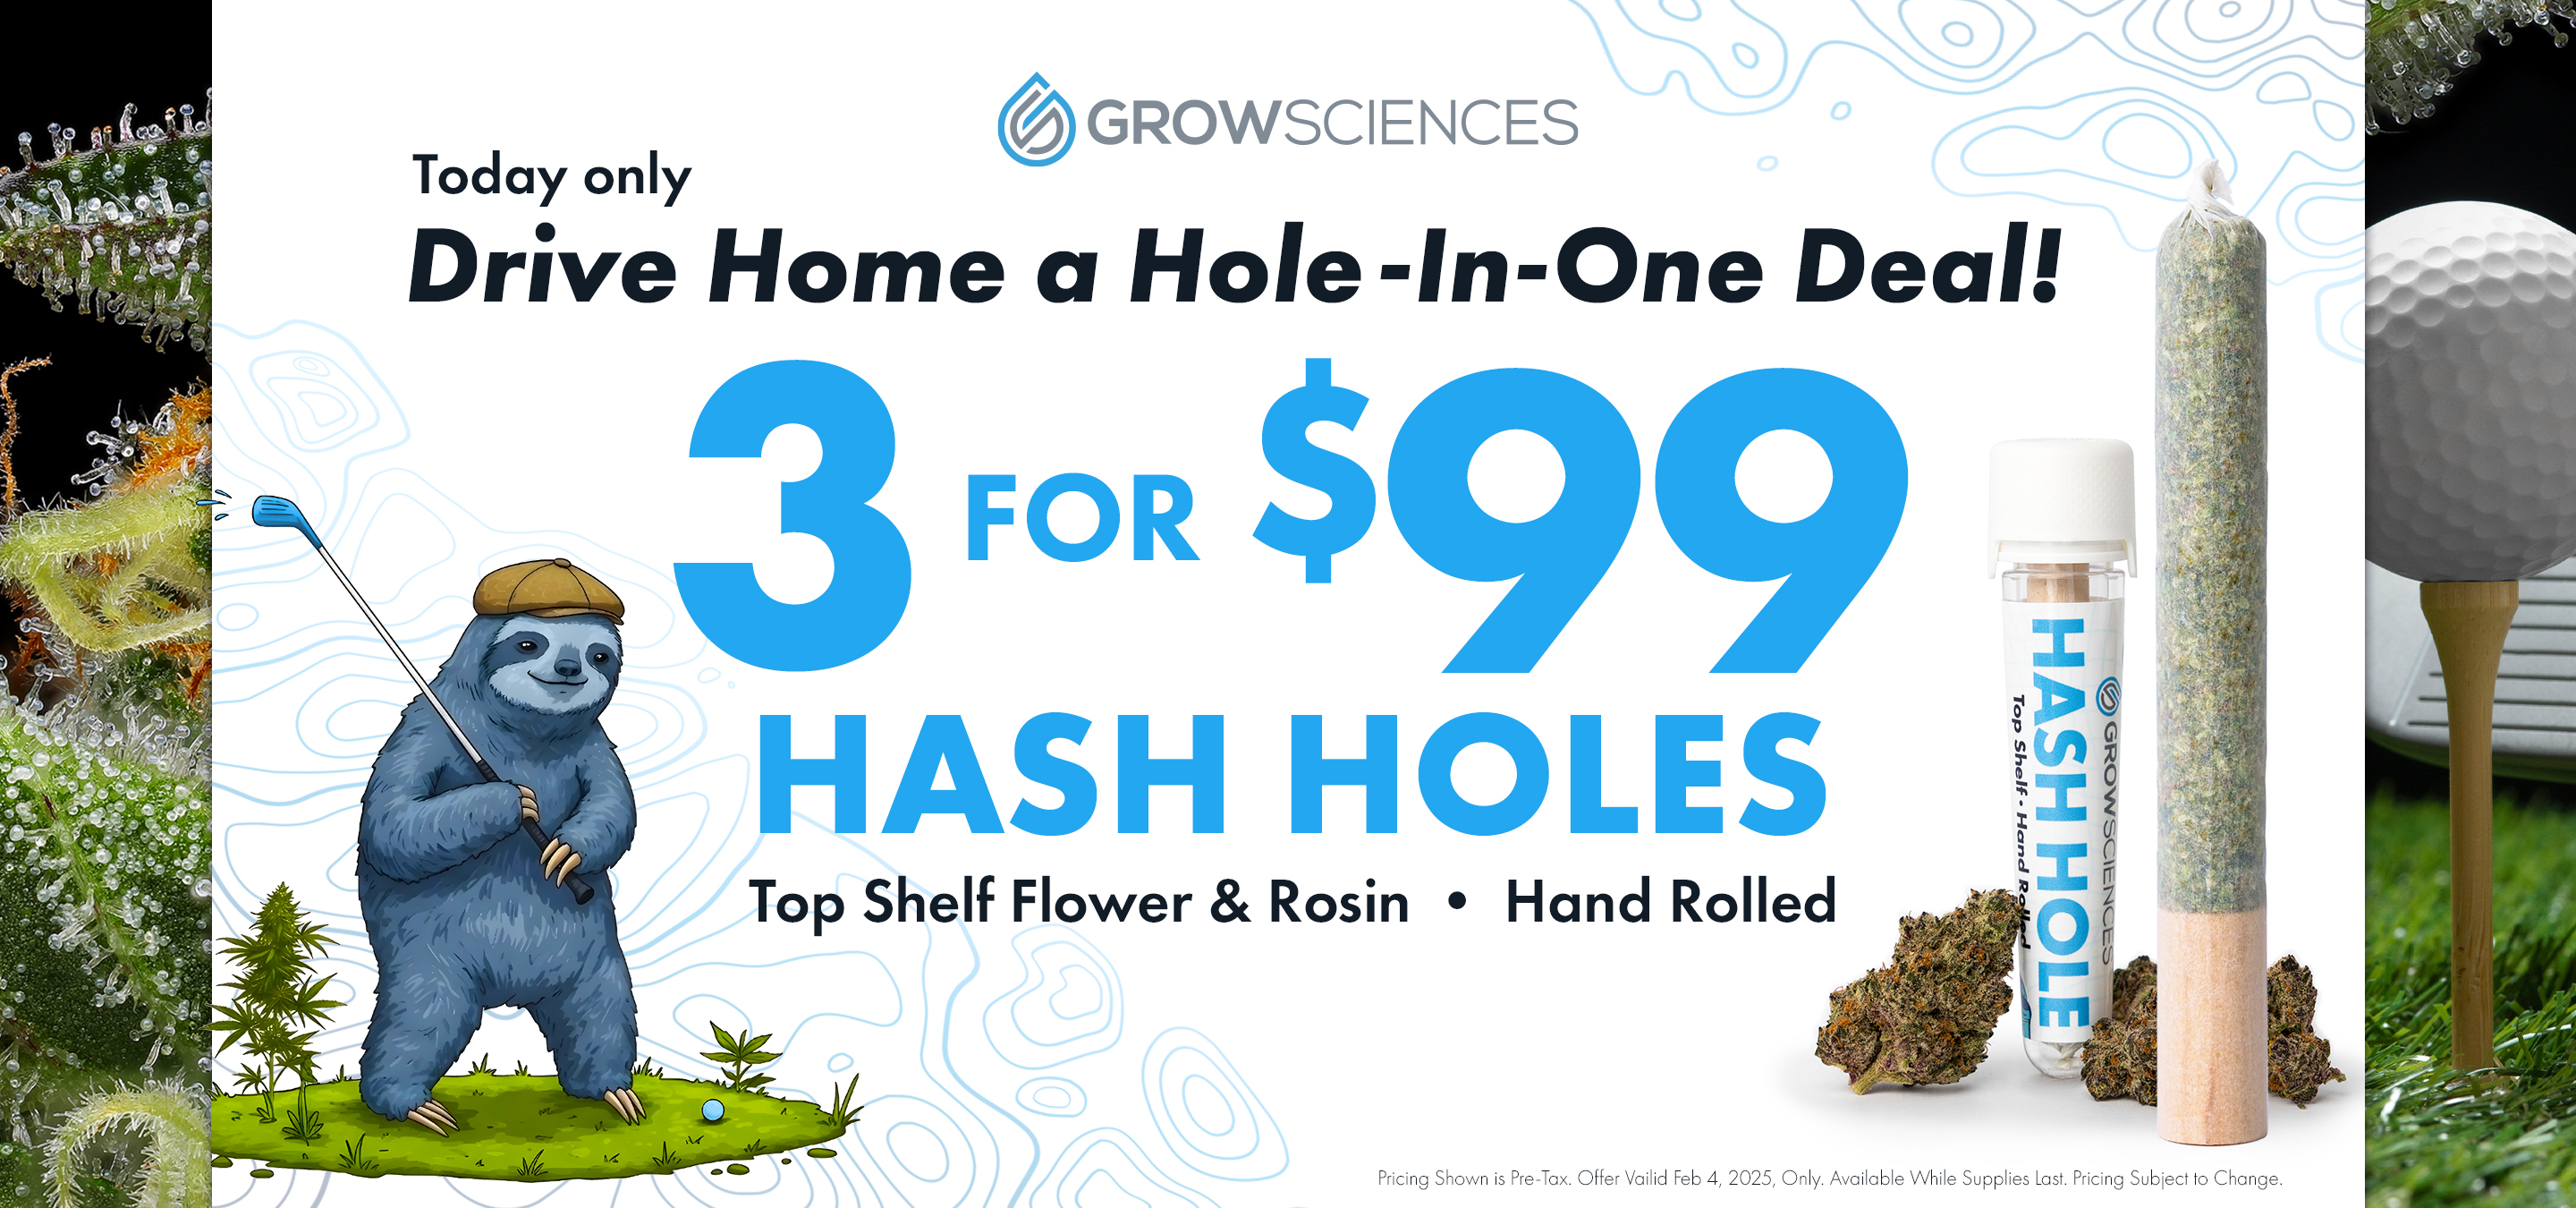 GROWSCIENCES
Today only
Drive Home a Hole-In-One Deal!
3 FOR $99
HASH HOLES
Top Shelf Flower & Rosin • Hand Rolled
GROWSCIENCES
HASH HOLE
Top Shelf • Hand Rolled
Pricing Shown is Pre-Tax. Offer Vailid Feb 4, 2025, Only. Available While Supplies Last. Pricing Subject to Change.